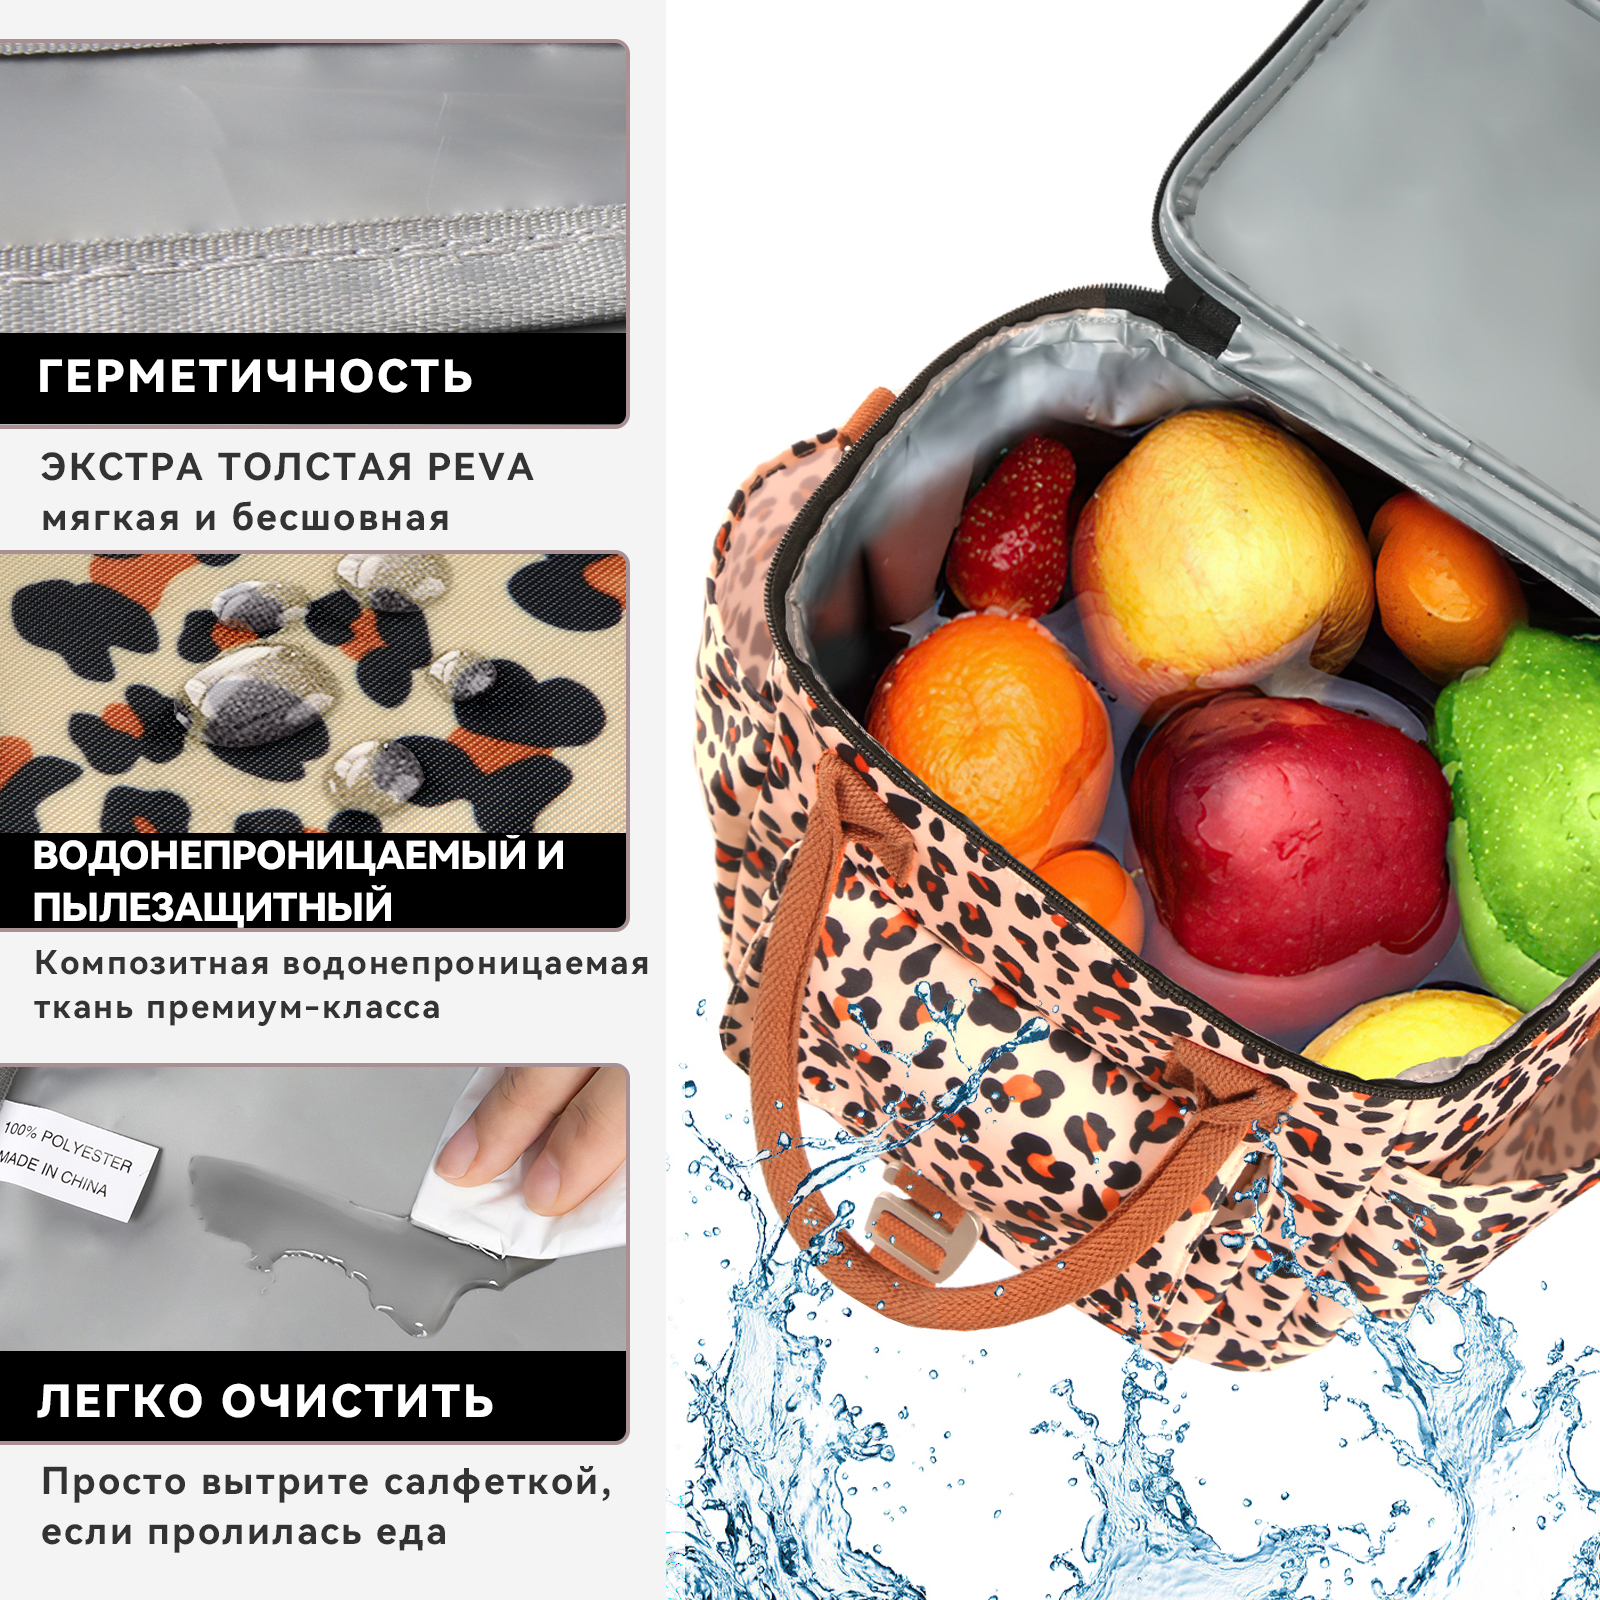 ГЕРМЕТИЧНОСТЬ
ЭКСТРА ТОЛСТАЯ PEVA
мягкая и бесшовная
ВОДОНЕПРОНИЦАЕМЫЙ И
ПЫЛЕЗАЩИТНЫЙ
Композитная водонепроницаемая
ткань премиум-класса
100% POLYESTER
MADE IN CHINA
ЛЕГКО ОЧИСТИТЬ
Просто вытрите салфеткой,
если пролилась еда